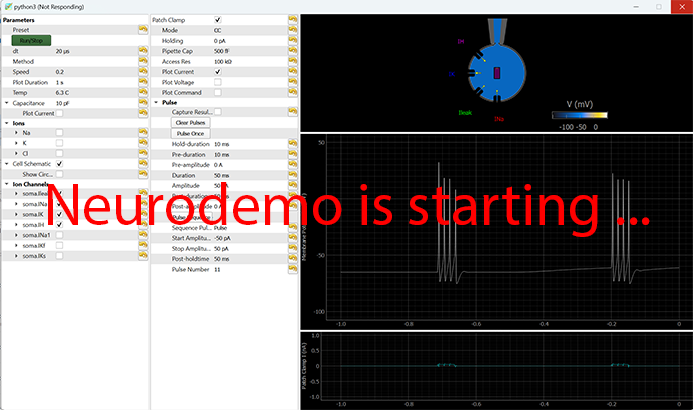 python3 (Not Responding)
Parameters
Preset
Run/Stop
dt 20 µs
Method
Speed 0.2
Plot Duration 1 s
Temp 6.3 C
Capacitance 10 pF
Plot Current
Ions
Na
K
Cl
Cell Schematic
Show Circ...
Ion Channels
soma.Ileak
soma.INa
soma.IK
soma.IH
soma.INa1
soma.IKf
soma.IKs
Patch Clamp
Mode CC
Holding 0 pA
Pipette Cap 500 fF
Access Res 100 kΩ
Plot Current
Plot Voltage
Plot Command
Pulse
Capture Resul...
Clear Pulses
Pulse Once
Hold-duration 10 ms
Pre-duration 10 ms
Pre-amplitude 0 A
Duration 50 ms
Amplitude 50
Post-duration
Post-amplitude 0 A
Pulse Sequence
Sequence Pul... Pulse
Start Amplitu... -50 pA
Stop Amplitu... 50 pA
Post-holdtime 50 ms
Pulse Number 11
Neurodemo is starting ...
IH
IK
Ileak
INa
V (mV)
-100 -50 0
50
-50
-100
Membrane Po
-1.0 -0.8 -0.6 -0.4 -0.2 0
Patch Clamp I (nA)
1.0
0.5
0.0
-0.5
-1.0
-1.0 -0.8 -0.6 -0.4 -0.2 0